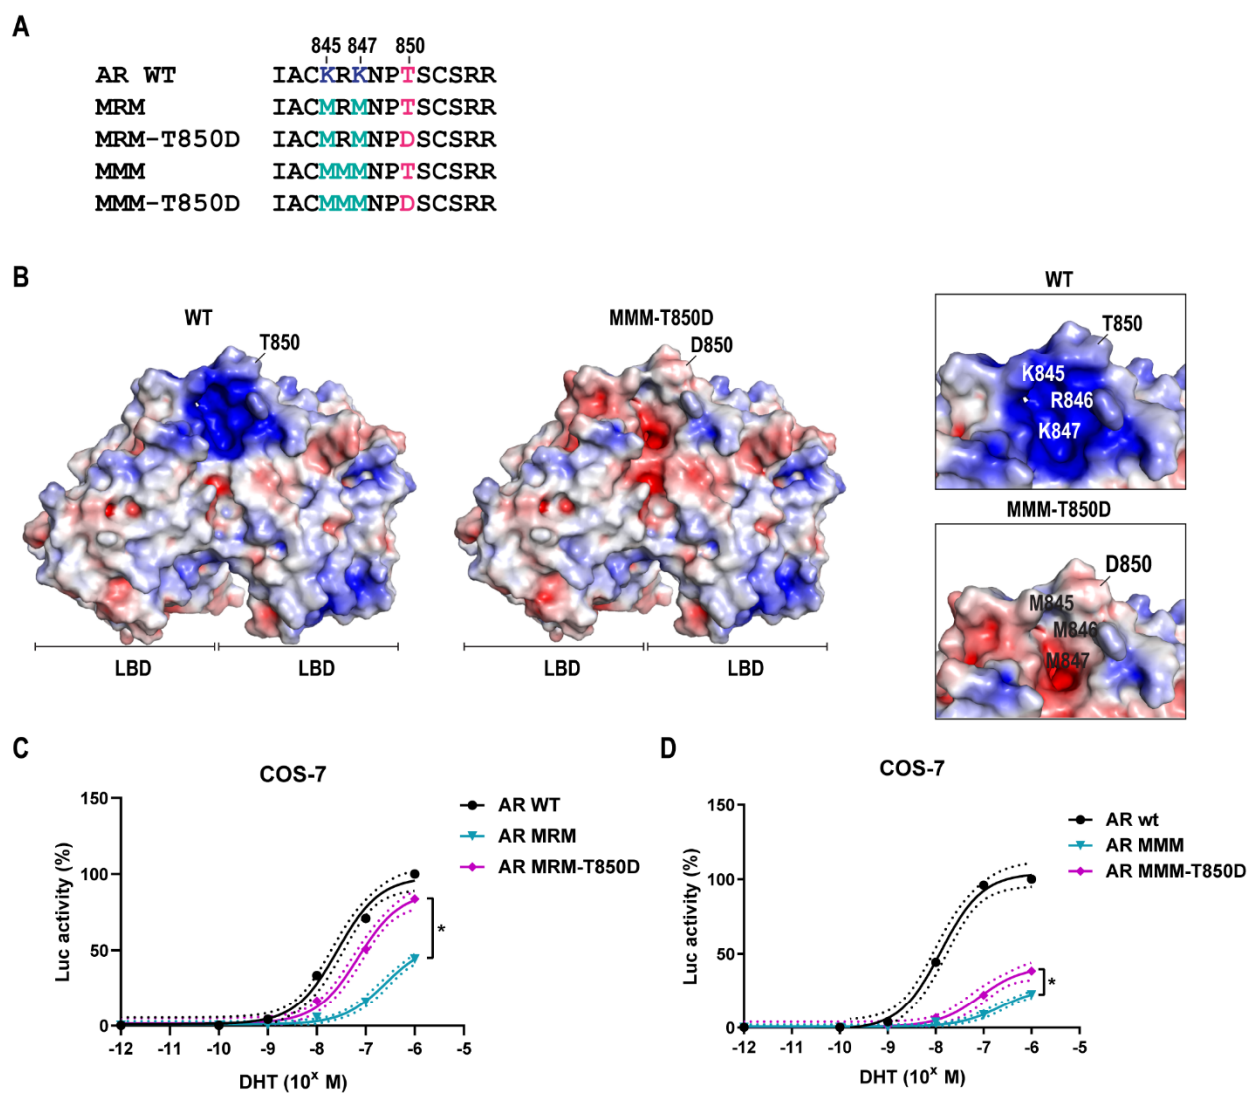 A
845 847 850
AR WT IACKRKNPTSCSRR
MRM IACMRMNPTSCSRR
MRM-T850D IACMRMNPDSCSRR
MMM IACMMMNPTSCSRR
MMM-T850D IACMMMNPDSCSRR
B
WT
T850
LBD LBD
MMM-T850D
D850
LBD LBD
WT
T850
K845
R846
K847
MMM-T850D
D850
M845
M846
M847
C
COS-7
Luc activity (%)
150
100
50
0
-12 -11 -10 -9 -8 -7 -6 -5
DHT (10ˣ M)
AR WT
AR MRM
AR MRM-T850D
*
D
COS-7
Luc activity (%)
150
100
50
0
-12 -11 -10 -9 -8 -7 -6 -5
DHT (10ˣ M)
AR wt
AR MMM
AR MMM-T850D
*